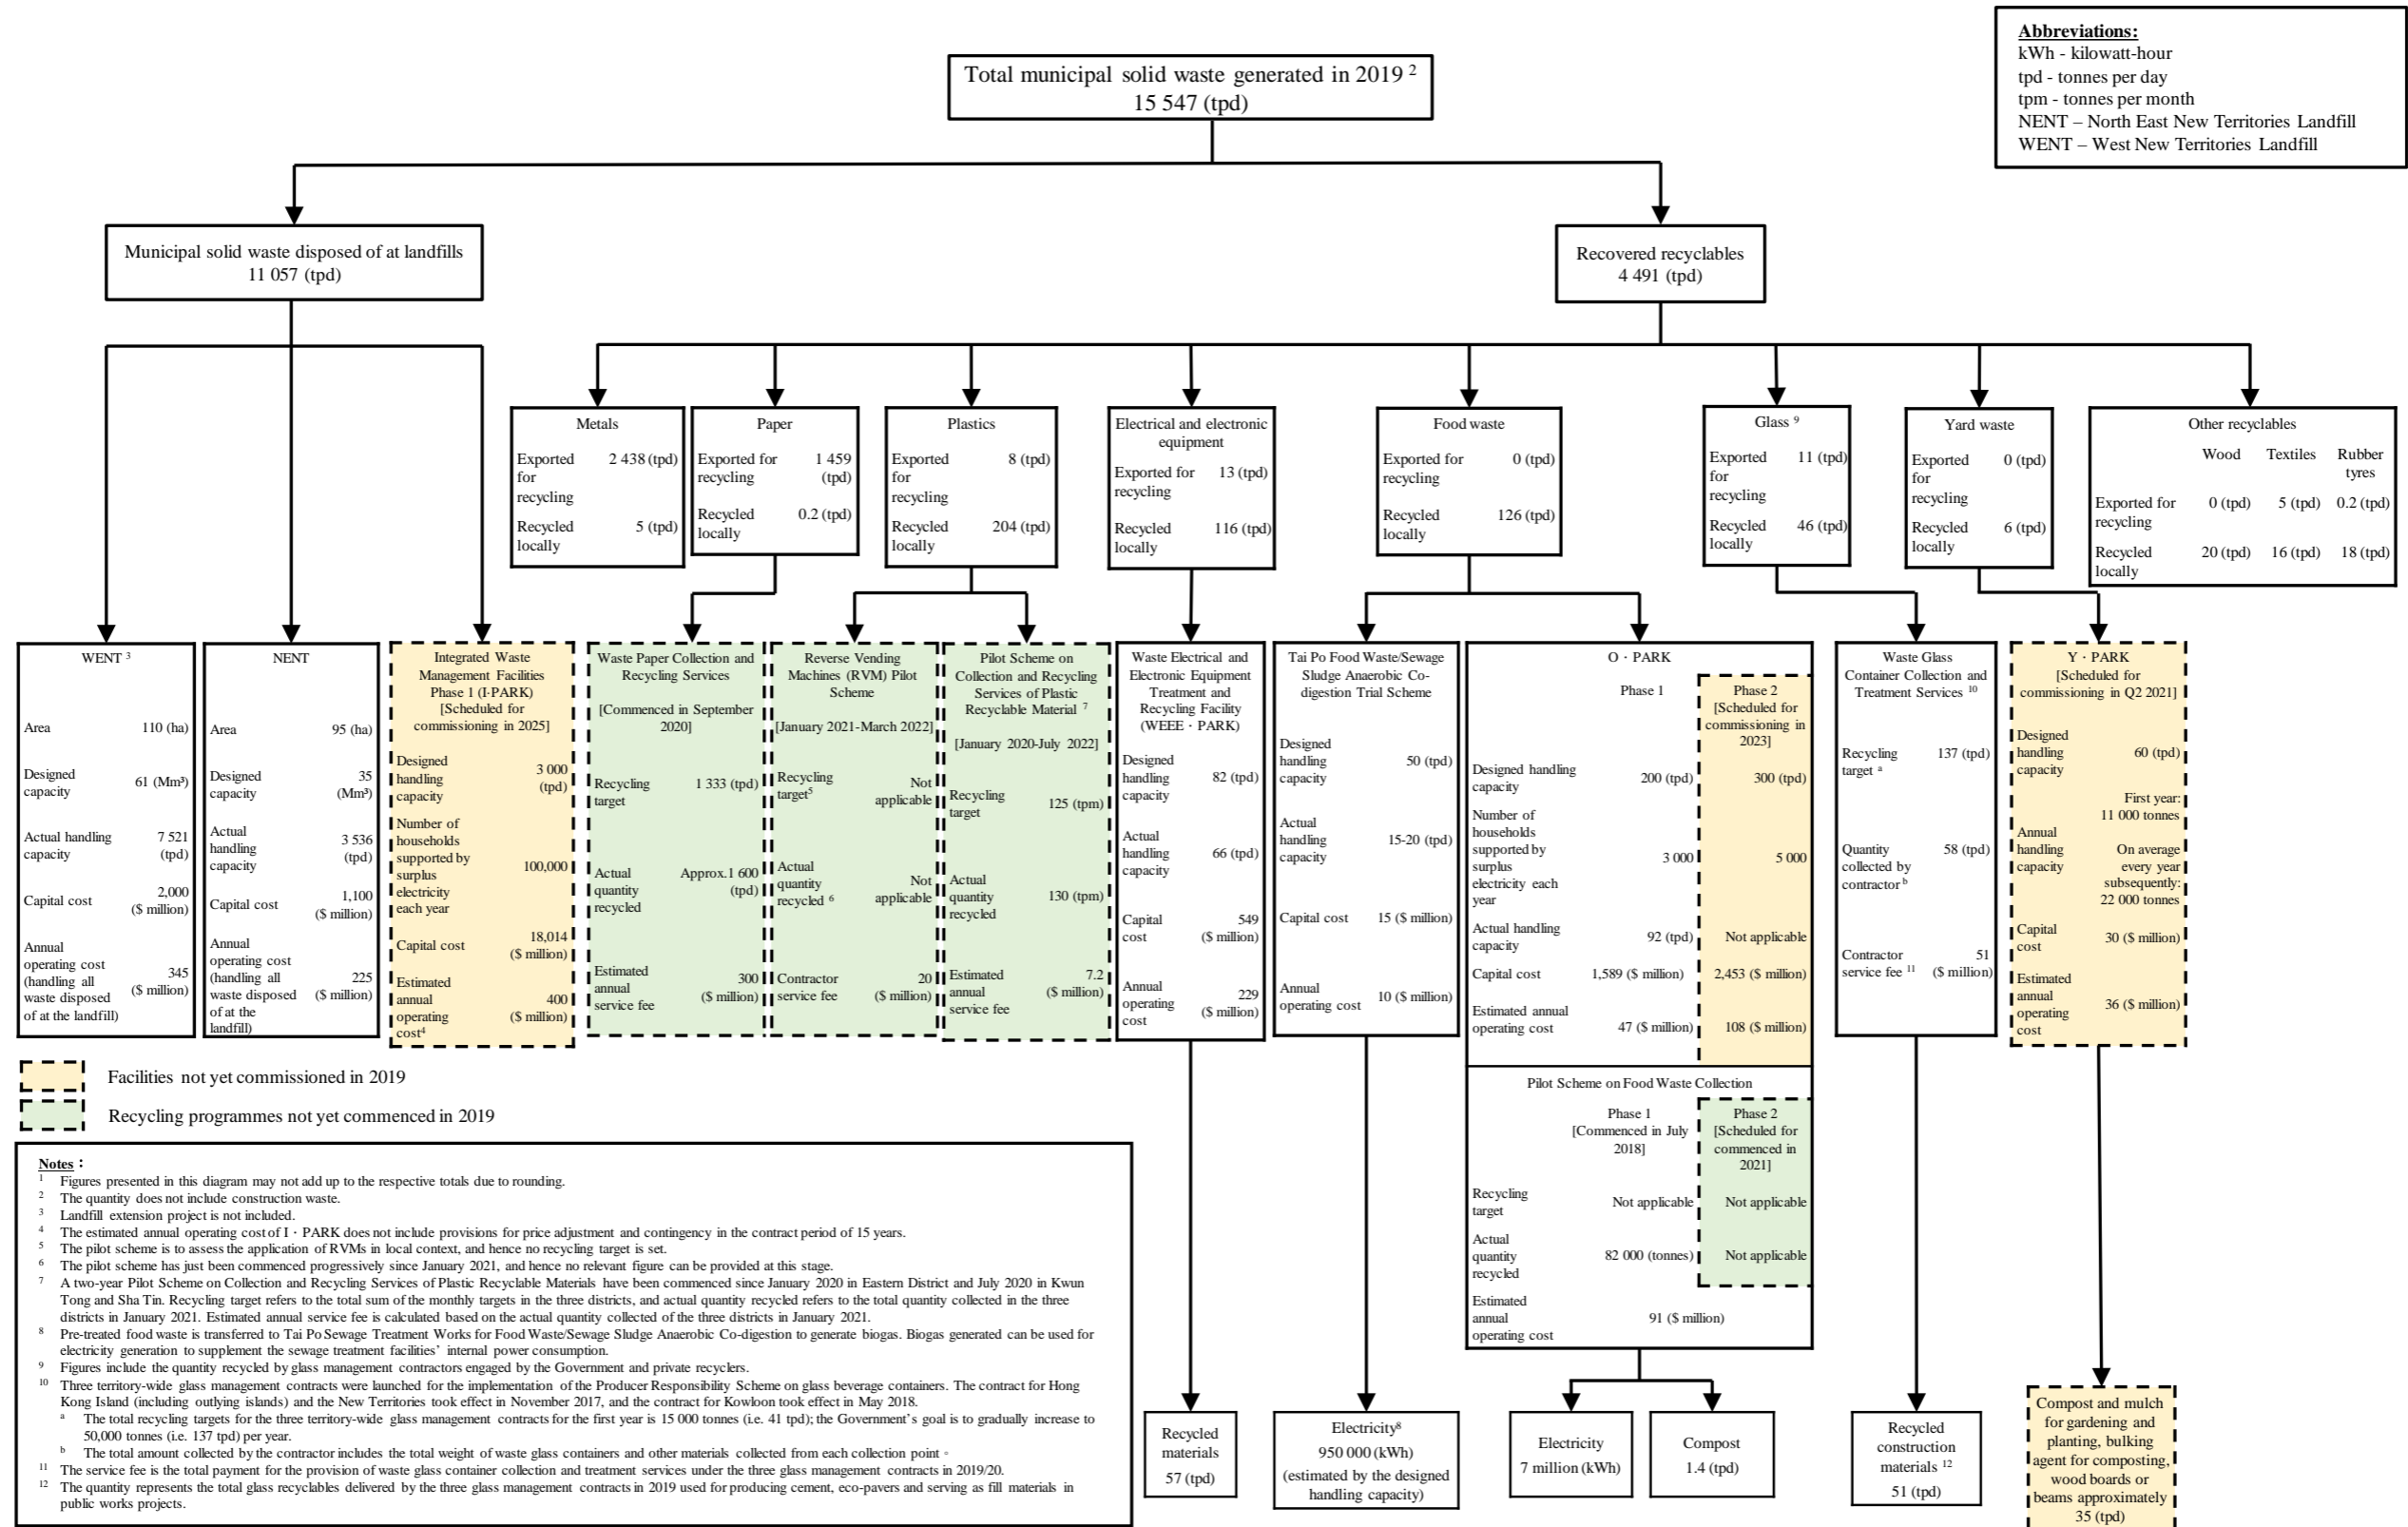 Abbreviations:
kWh - kilowatt-hour
tpd - tonnes per day
tpm - tonnes per month
NENT – North East New Territories Landfill
WENT – West New Territories Landfill
Total municipal solid waste generated in 2019 2
15 547 (tpd)
Municipal solid waste disposed of at landfills
11 057 (tpd)
Recovered recyclables
4 491 (tpd)
Metals
Exported for recycling 2 438 (tpd)
Recycled locally 5 (tpd)
Paper
Exported for recycling 1 459 (tpd)
Recycled locally 0.2 (tpd)
Plastics
Exported for recycling 8 (tpd)
Recycled locally 204 (tpd)
Electrical and electronic
equipment
Exported for recycling 13 (tpd)
Recycled locally 116 (tpd)
Food waste
Exported for recycling 0 (tpd)
Recycled locally 126 (tpd)
Glass 9
Exported for recycling 11 (tpd)
Recycled locally 46 (tpd)
Yard waste
Exported for recycling 0 (tpd)
Recycled locally 6 (tpd)
Other recyclables
Wood Textiles Rubber tyres
Exported for recycling 0 (tpd) 5 (tpd) 0.2 (tpd)
Recycled locally 20 (tpd) 16 (tpd) 18 (tpd)
WENT 3
Area 110 (ha)
Designed capacity 61 (Mm³)
Actual handling capacity 7 521 (tpd)
Capital cost 2,000 ($ million)
Annual operating cost (handling all waste disposed of at the landfill) 345 ($ million)
NENT
Area 95 (ha)
Designed capacity 35 (Mm³)
Actual handling capacity 3 536 (tpd)
Capital cost 1,100 ($ million)
Annual operating cost (handling all waste disposed of at the landfill) 225 ($ million)
Integrated Waste
Management Facilities
Phase 1 (I·PARK)
[Scheduled for
commissioning in 2025]
Designed handling capacity 3 000 (tpd)
Number of households supported by surplus electricity each year 100,000
Capital cost 18,014 ($ million)
Estimated annual operating cost4 400 ($ million)
Waste Paper Collection and
Recycling Services
[Commenced in September
2020]
Recycling target 1 333 (tpd)
Actual quantity recycled Approx.1 600 (tpd)
Estimated annual service fee 300 ($ million)
Reverse Vending
Machines (RVM) Pilot
Scheme
[January 2021-March 2022]
Recycling target5 Not applicable
Actual quantity recycled 6 Not applicable
Contractor service fee 20 ($ million)
Pilot Scheme on
Collection and Recycling
Services of Plastic
Recyclable Material 7
[January 2020-July 2022]
Recycling target 125 (tpm)
Actual quantity recycled 130 (tpm)
Estimated annual service fee 7.2 ($ million)
Waste Electrical and
Electronic Equipment
Treatment and
Recycling Facility
(WEEE · PARK)
Designed handling capacity 82 (tpd)
Actual handling capacity 66 (tpd)
Capital cost 549 ($ million)
Annual operating cost 229 ($ million)
Tai Po Food Waste/Sewage
Sludge Anaerobic Co-
digestion Trial Scheme
Designed handling capacity 50 (tpd)
Actual handling capacity 15-20 (tpd)
Capital cost 15 ($ million)
Annual operating cost 10 ($ million)
O · PARK
Phase 1
Phase 2
[Scheduled for
commissioning in
2023]
Designed handling capacity 200 (tpd) 300 (tpd)
Number of households supported by surplus electricity each year 3 000 5 000
Actual handling capacity 92 (tpd) Not applicable
Capital cost 1,589 ($ million) 2,453 ($ million)
Estimated annual operating cost 47 ($ million) 108 ($ million)
Pilot Scheme on Food Waste Collection
Phase 1
[Commenced in July
2018]
Phase 2
[Scheduled for
commenced in
2021]
Recycling target Not applicable Not applicable
Actual quantity recycled 82 000 (tonnes) Not applicable
Estimated annual operating cost 91 ($ million)
Waste Glass
Container Collection and
Treatment Services 10
Recycling target a 137 (tpd)
Quantity collected by contractor b 58 (tpd)
Contractor service fee 11 51 ($ million)
Y · PARK
[Scheduled for
commissioning in Q2 2021]
Designed handling capacity 60 (tpd)
Annual handling capacity First year: 11 000 tonnes
On average every year subsequently: 22 000 tonnes
Capital cost 30 ($ million)
Estimated annual operating cost 36 ($ million)
Facilities not yet commissioned in 2019
Recycling programmes not yet commenced in 2019
Recycled
materials
57 (tpd)
Electricity8
950 000 (kWh)
(estimated by the designed
handling capacity)
Electricity
7 million (kWh)
Compost
1.4 (tpd)
Recycled
construction
materials 12
51 (tpd)
Compost and mulch
for gardening and
planting, bulking
agent for composting,
wood boards or
beams approximately
35 (tpd)
Notes：
1 Figures presented in this diagram may not add up to the respective totals due to rounding.
2 The quantity does not include construction waste.
3 Landfill extension project is not included.
4 The estimated annual operating cost of I · PARK does not include provisions for price adjustment and contingency in the contract period of 15 years.
5 The pilot scheme is to assess the application of RVMs in local context, and hence no recycling target is set.
6 The pilot scheme has just been commenced progressively since January 2021, and hence no relevant figure can be provided at this stage.
7 A two-year Pilot Scheme on Collection and Recycling Services of Plastic Recyclable Materials have been commenced since January 2020 in Eastern District and July 2020 in Kwun
Tong and Sha Tin. Recycling target refers to the total sum of the monthly targets in the three districts, and actual quantity recycled refers to the total quantity collected in the three
districts in January 2021. Estimated annual service fee is calculated based on the actual quantity collected of the three districts in January 2021.
8 Pre-treated food waste is transferred to Tai Po Sewage Treatment Works for Food Waste/Sewage Sludge Anaerobic Co-digestion to generate biogas. Biogas generated can be used for
electricity generation to supplement the sewage treatment facilities’ internal power consumption.
9 Figures include the quantity recycled by glass management contractors engaged by the Government and private recyclers.
10 Three territory-wide glass management contracts were launched for the implementation of the Producer Responsibility Scheme on glass beverage containers. The contract for Hong
Kong Island (including outlying islands) and the New Territories took effect in November 2017, and the contract for Kowloon took effect in May 2018.
a The total recycling targets for the three territory-wide glass management contracts for the first year is 15 000 tonnes (i.e. 41 tpd); the Government’s goal is to gradually increase to
50,000 tonnes (i.e. 137 tpd) per year.
b The total amount collected by the contractor includes the total weight of waste glass containers and other materials collected from each collection point。
11 The service fee is the total payment for the provision of waste glass container collection and treatment services under the three glass management contracts in 2019/20.
12 The quantity represents the total glass recyclables delivered by the three glass management contracts in 2019 used for producing cement, eco-pavers and serving as fill materials in
public works projects.